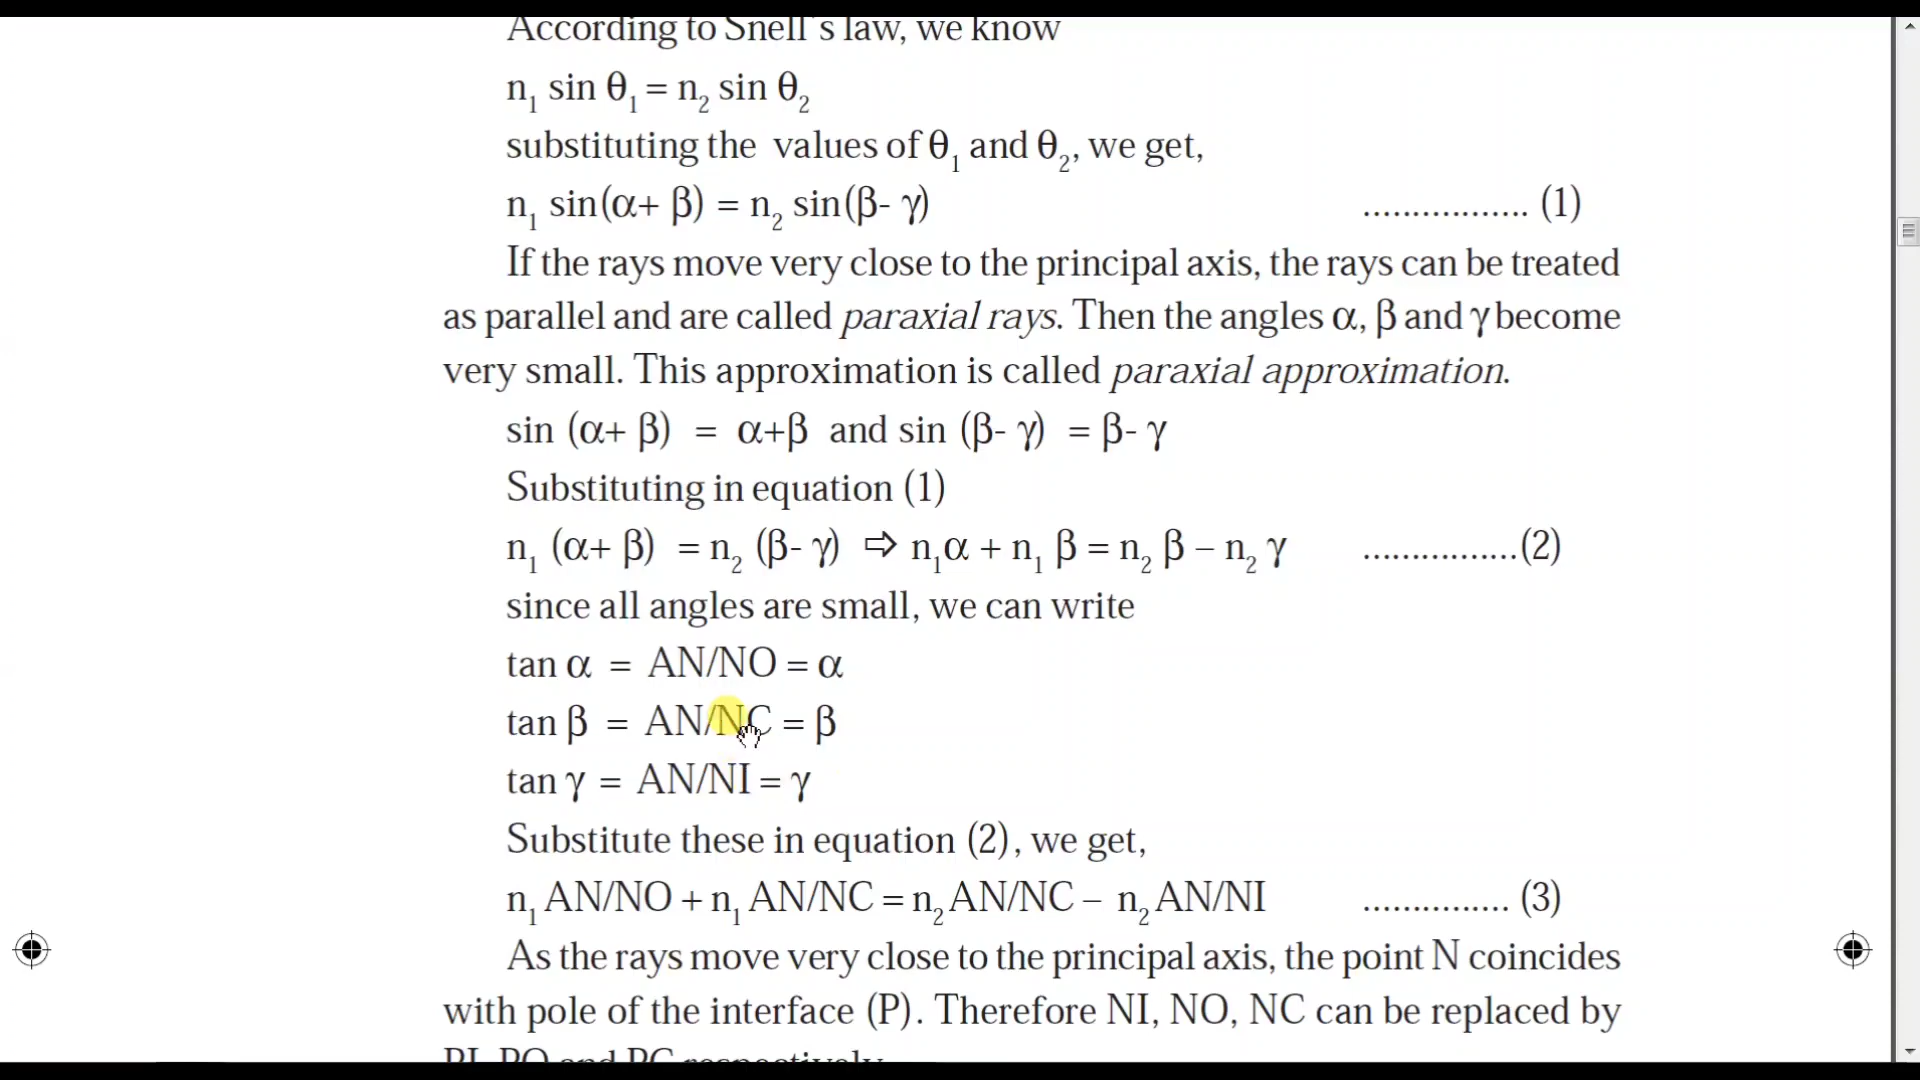 According to Snell's law, we know
n₁ sin θ₁ = n₂ sin θ₂
substituting the values of θ₁ and θ₂, we get,
n₁ sin(α+ β) = n₂ sin(β- γ) ................. (1)
If the rays move very close to the principal axis, the rays can be treated
as parallel and are called paraxial rays. Then the angles α, β and γ become
very small. This approximation is called paraxial approximation.
sin (α+ β) = α+β and sin (β- γ) = β- γ
Substituting in equation (1)
n₁ (α+ β) = n₂ (β- γ) ⇨ n₁α + n₁ β = n₂ β – n₂ γ ................(2)
since all angles are small, we can write
tan α = AN/NO = α
tan β = AN/NC = β
tan γ = AN/NI = γ
Substitute these in equation (2), we get,
n₁ AN/NO + n₁ AN/NC = n₂ AN/NC – n₂ AN/NI ............... (3)
As the rays move very close to the principal axis, the point N coincides
with pole of the interface (P). Therefore NI, NO, NC can be replaced by
PI, PO and PC respectively.